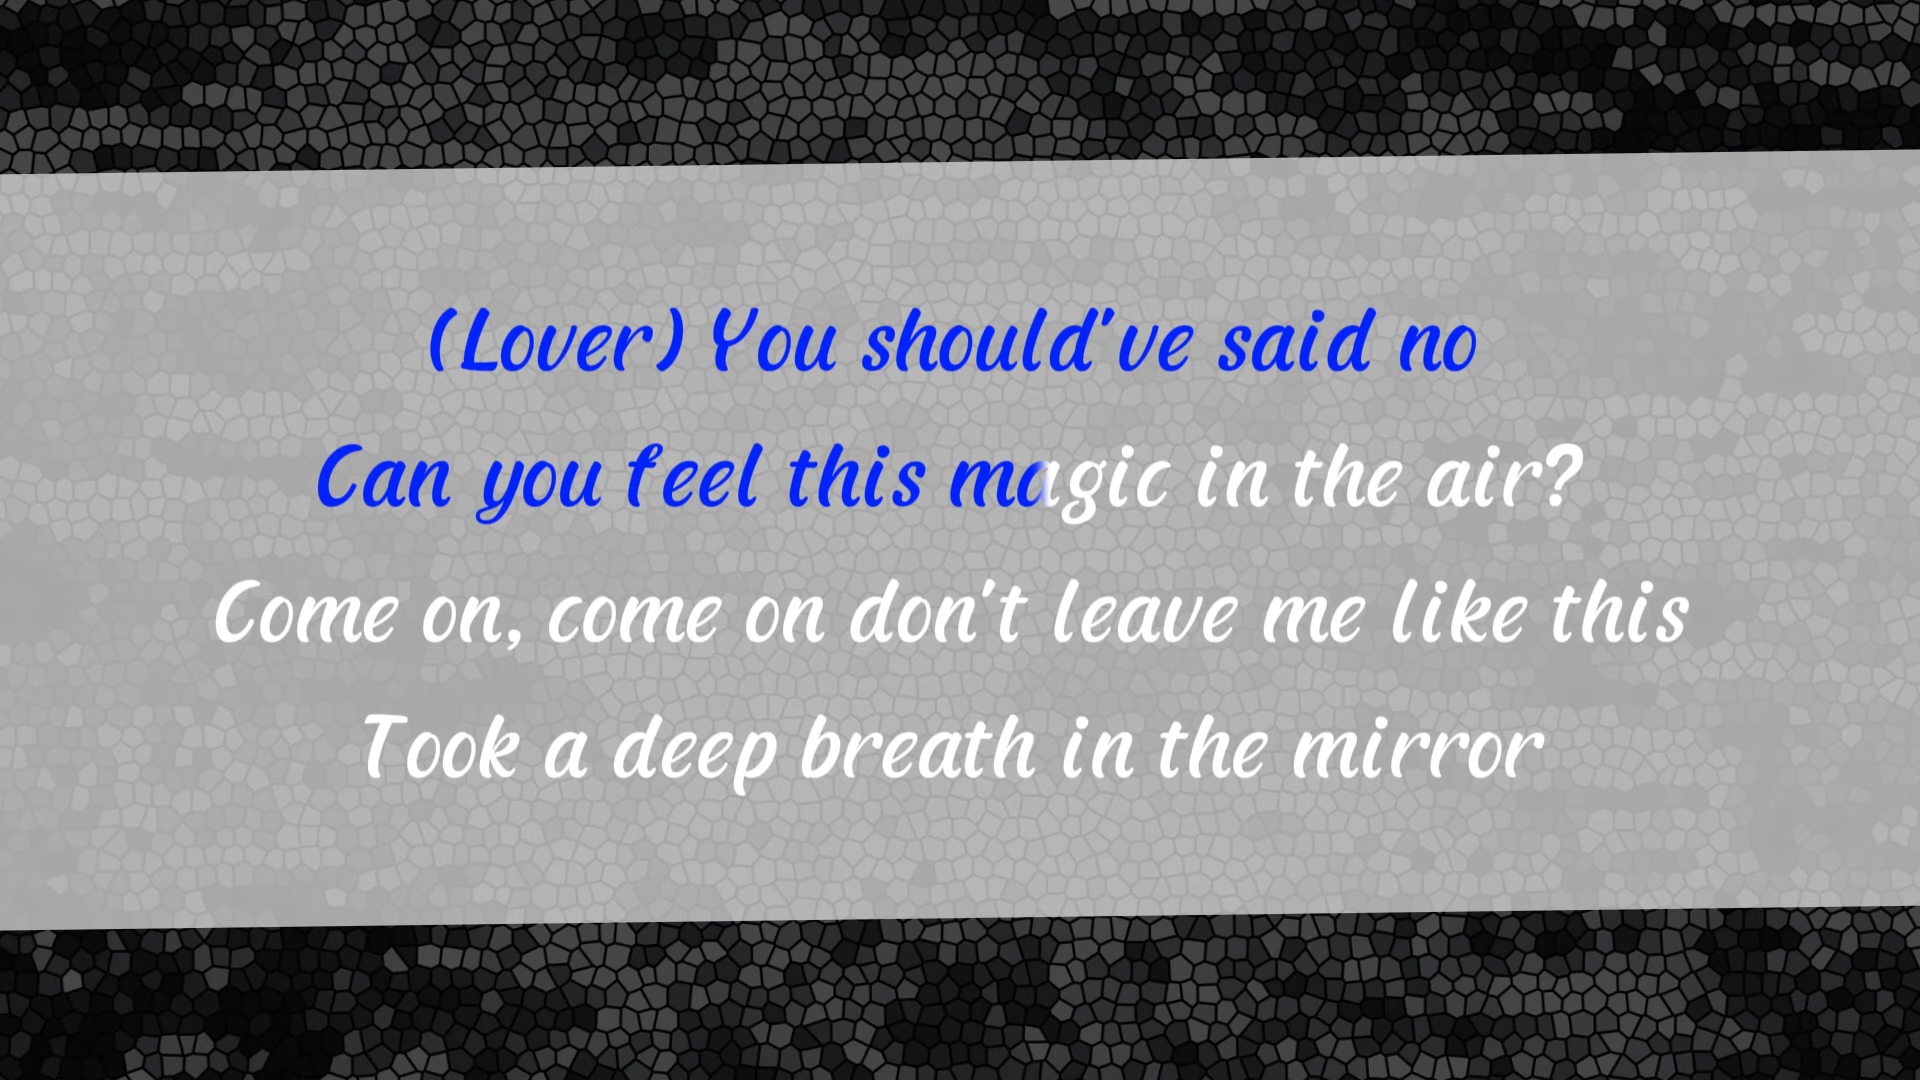 (Lover) You should've said no
Can you feel this magic in the air?
Come on, come on don't leave me like this
Took a deep breath in the mirror